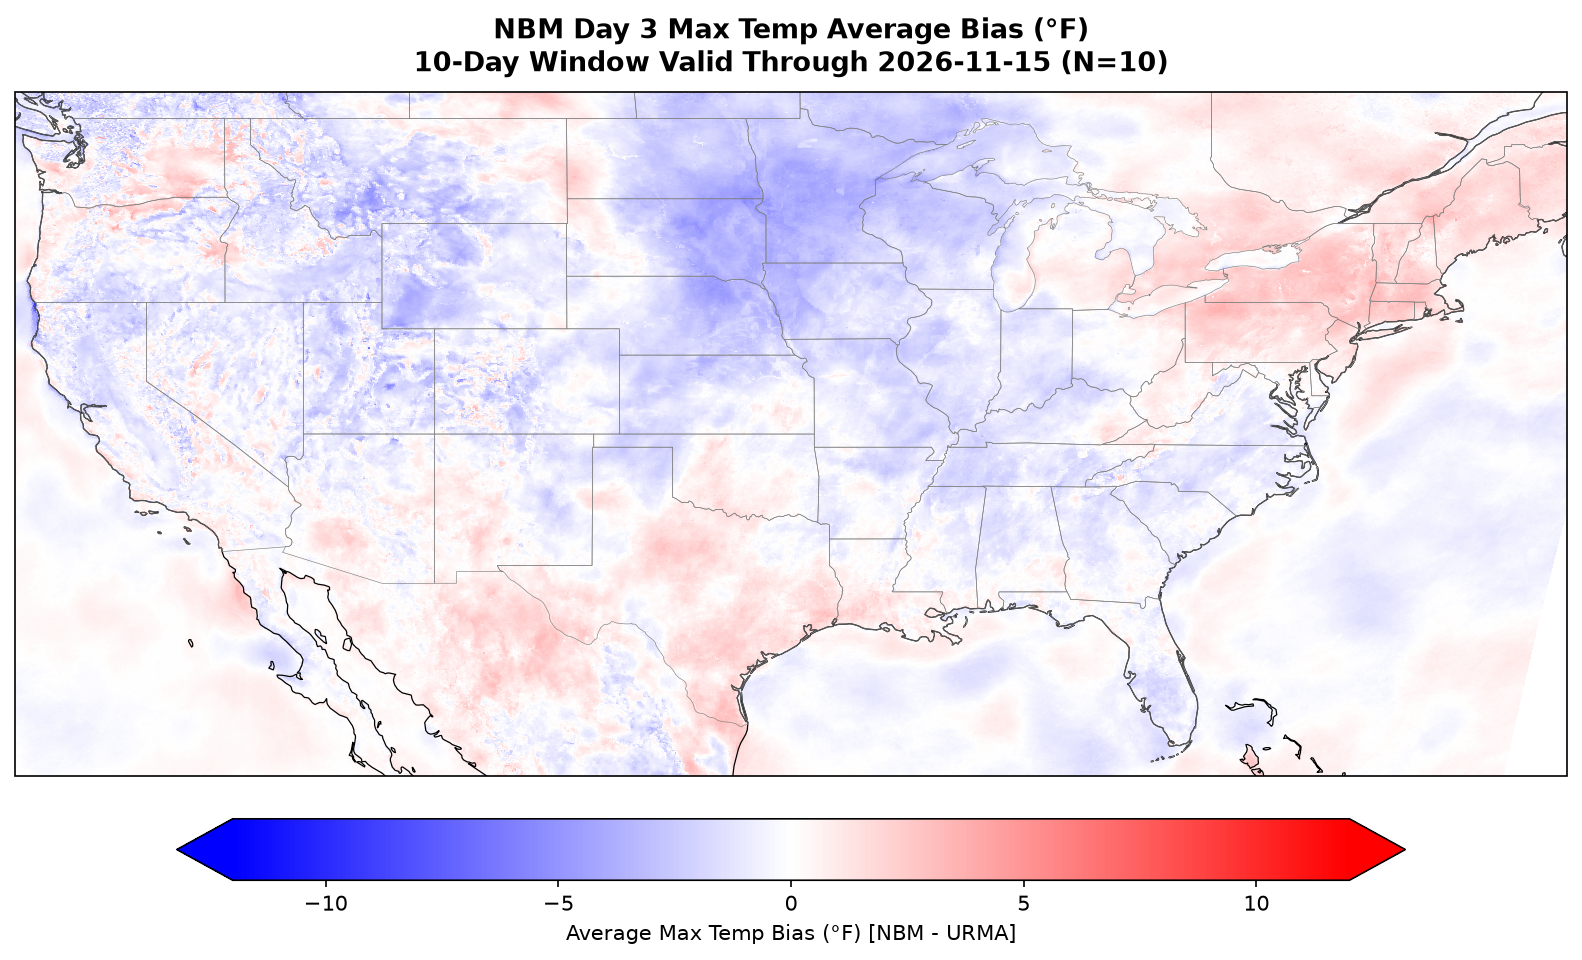 NBM Day 3 Max Temp Average Bias (°F)
10-Day Window Valid Through 2026-11-15 (N=10)
−10 −5 0 5 10
Average Max Temp Bias (°F) [NBM - URMA]